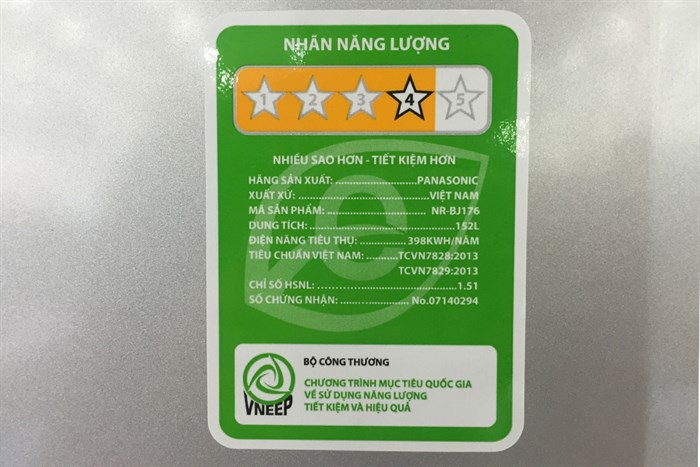 NHÃN NĂNG LƯỢNG
1 2 3 4 5
NHIỀU SAO HƠN - TIẾT KIỆM HƠN
HÃNG SẢN XUẤT: ........................PANASONIC
XUẤT XỨ: .......................................VIỆT NAM
MÃ SẢN PHẨM: ........................... NR-BJ176
DUNG TÍCH: ..........................................152L
ĐIỆN NĂNG TIÊU THỤ: ............398KWH/NĂM
TIÊU CHUẨN VIỆT NAM: ..........TCVN7828:2013
TCVN7829:2013
CHỈ SỐ HSNL: .......................................1.51
SỐ CHỨNG NHẬN: .................No.07140294
e
BỘ CÔNG THƯƠNG
CHƯƠNG TRÌNH MỤC TIÊU QUỐC GIA
VỀ SỬ DỤNG NĂNG LƯỢNG
TIẾT KIỆM VÀ HIỆU QUẢ
VNEEP